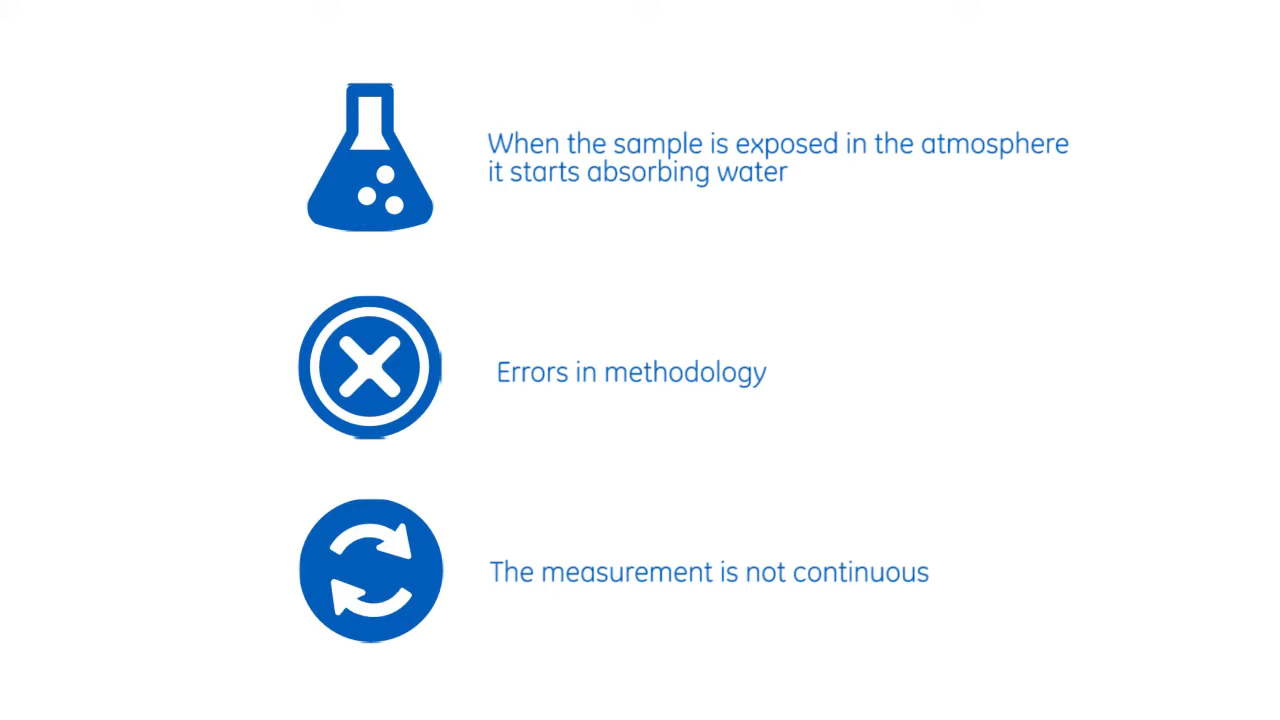 When the sample is exposed in the atmosphere
it starts absorbing water
Errors in methodology
The measurement is not continuous